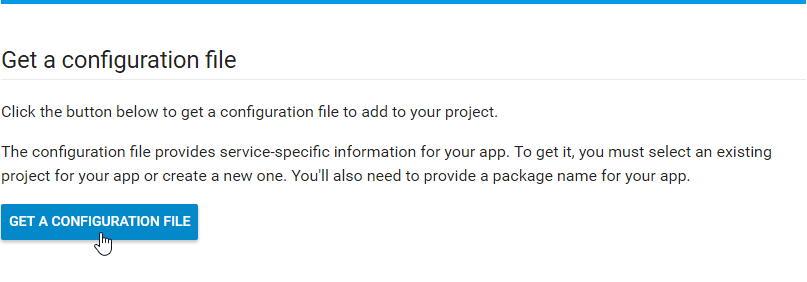 Get a configuration file
Click the button below to get a configuration file to add to your project.
The configuration file provides service-specific information for your app. To get it, you must select an existing
project for your app or create a new one. You'll also need to provide a package name for your app.
GET A CONFIGURATION FILE